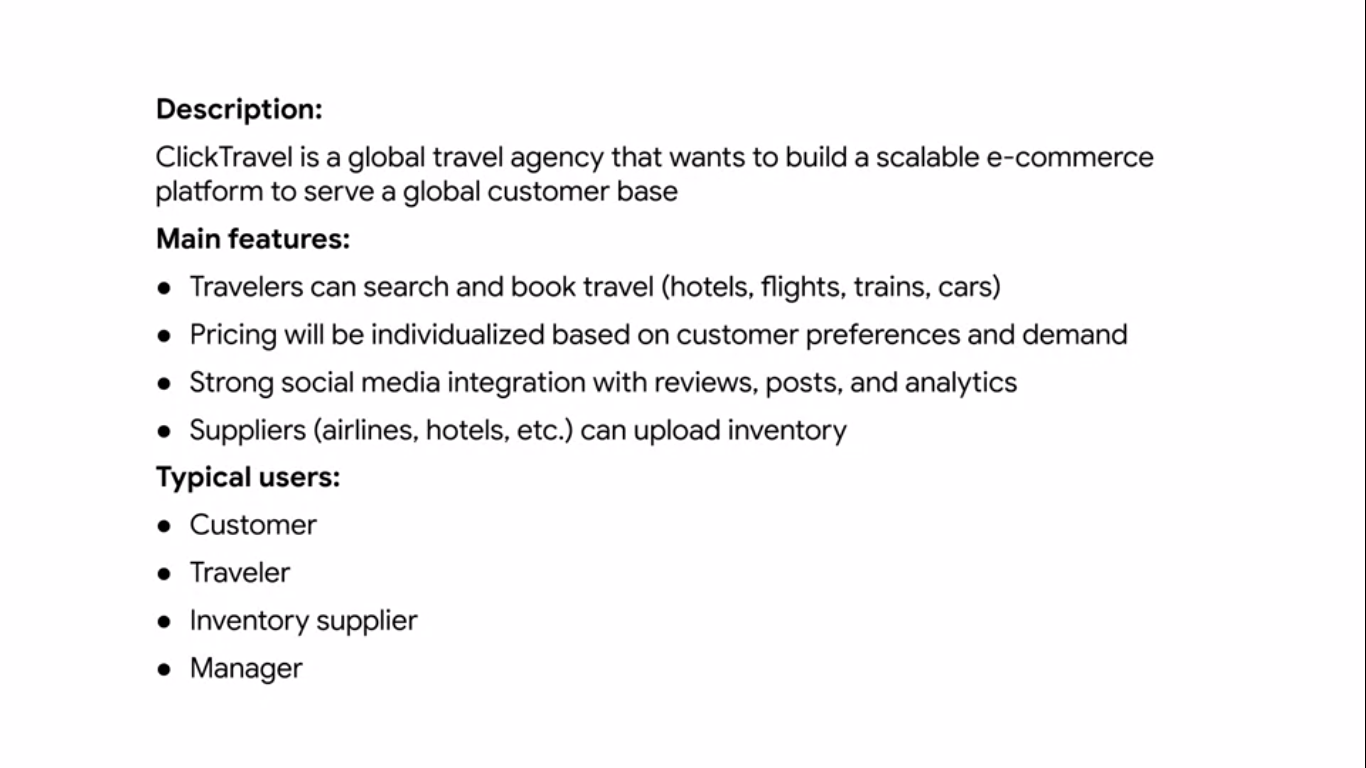 Description:
ClickTravel is a global travel agency that wants to build a scalable e-commerce
platform to serve a global customer base
Main features:
● Travelers can search and book travel (hotels, flights, trains, cars)
● Pricing will be individualized based on customer preferences and demand
● Strong social media integration with reviews, posts, and analytics
● Suppliers (airlines, hotels, etc.) can upload inventory
Typical users:
● Customer
● Traveler
● Inventory supplier
● Manager